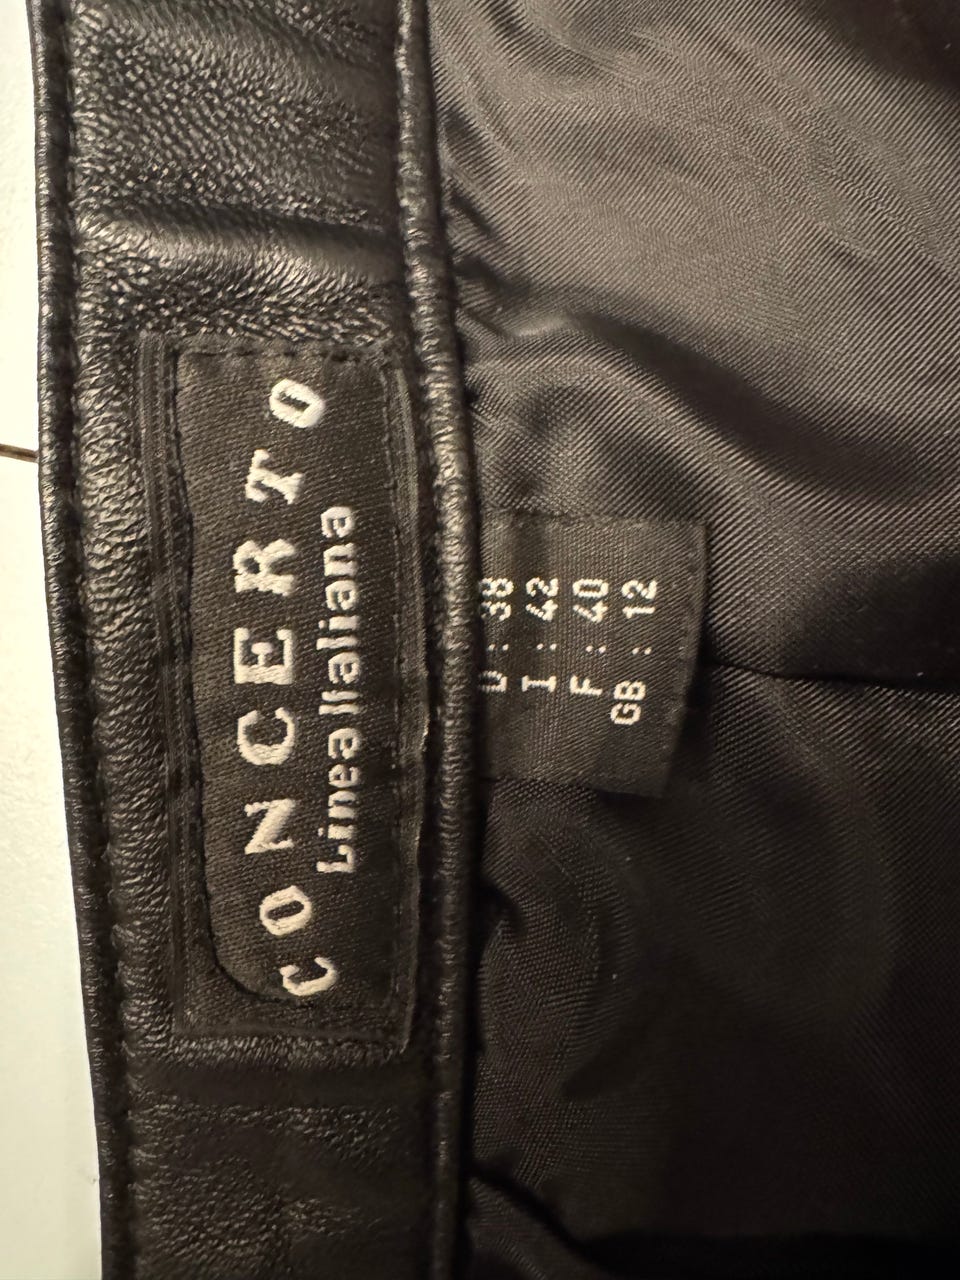 CONCERTO
Linea Italiana
D: 38
I : 42
F : 40
GB : 12